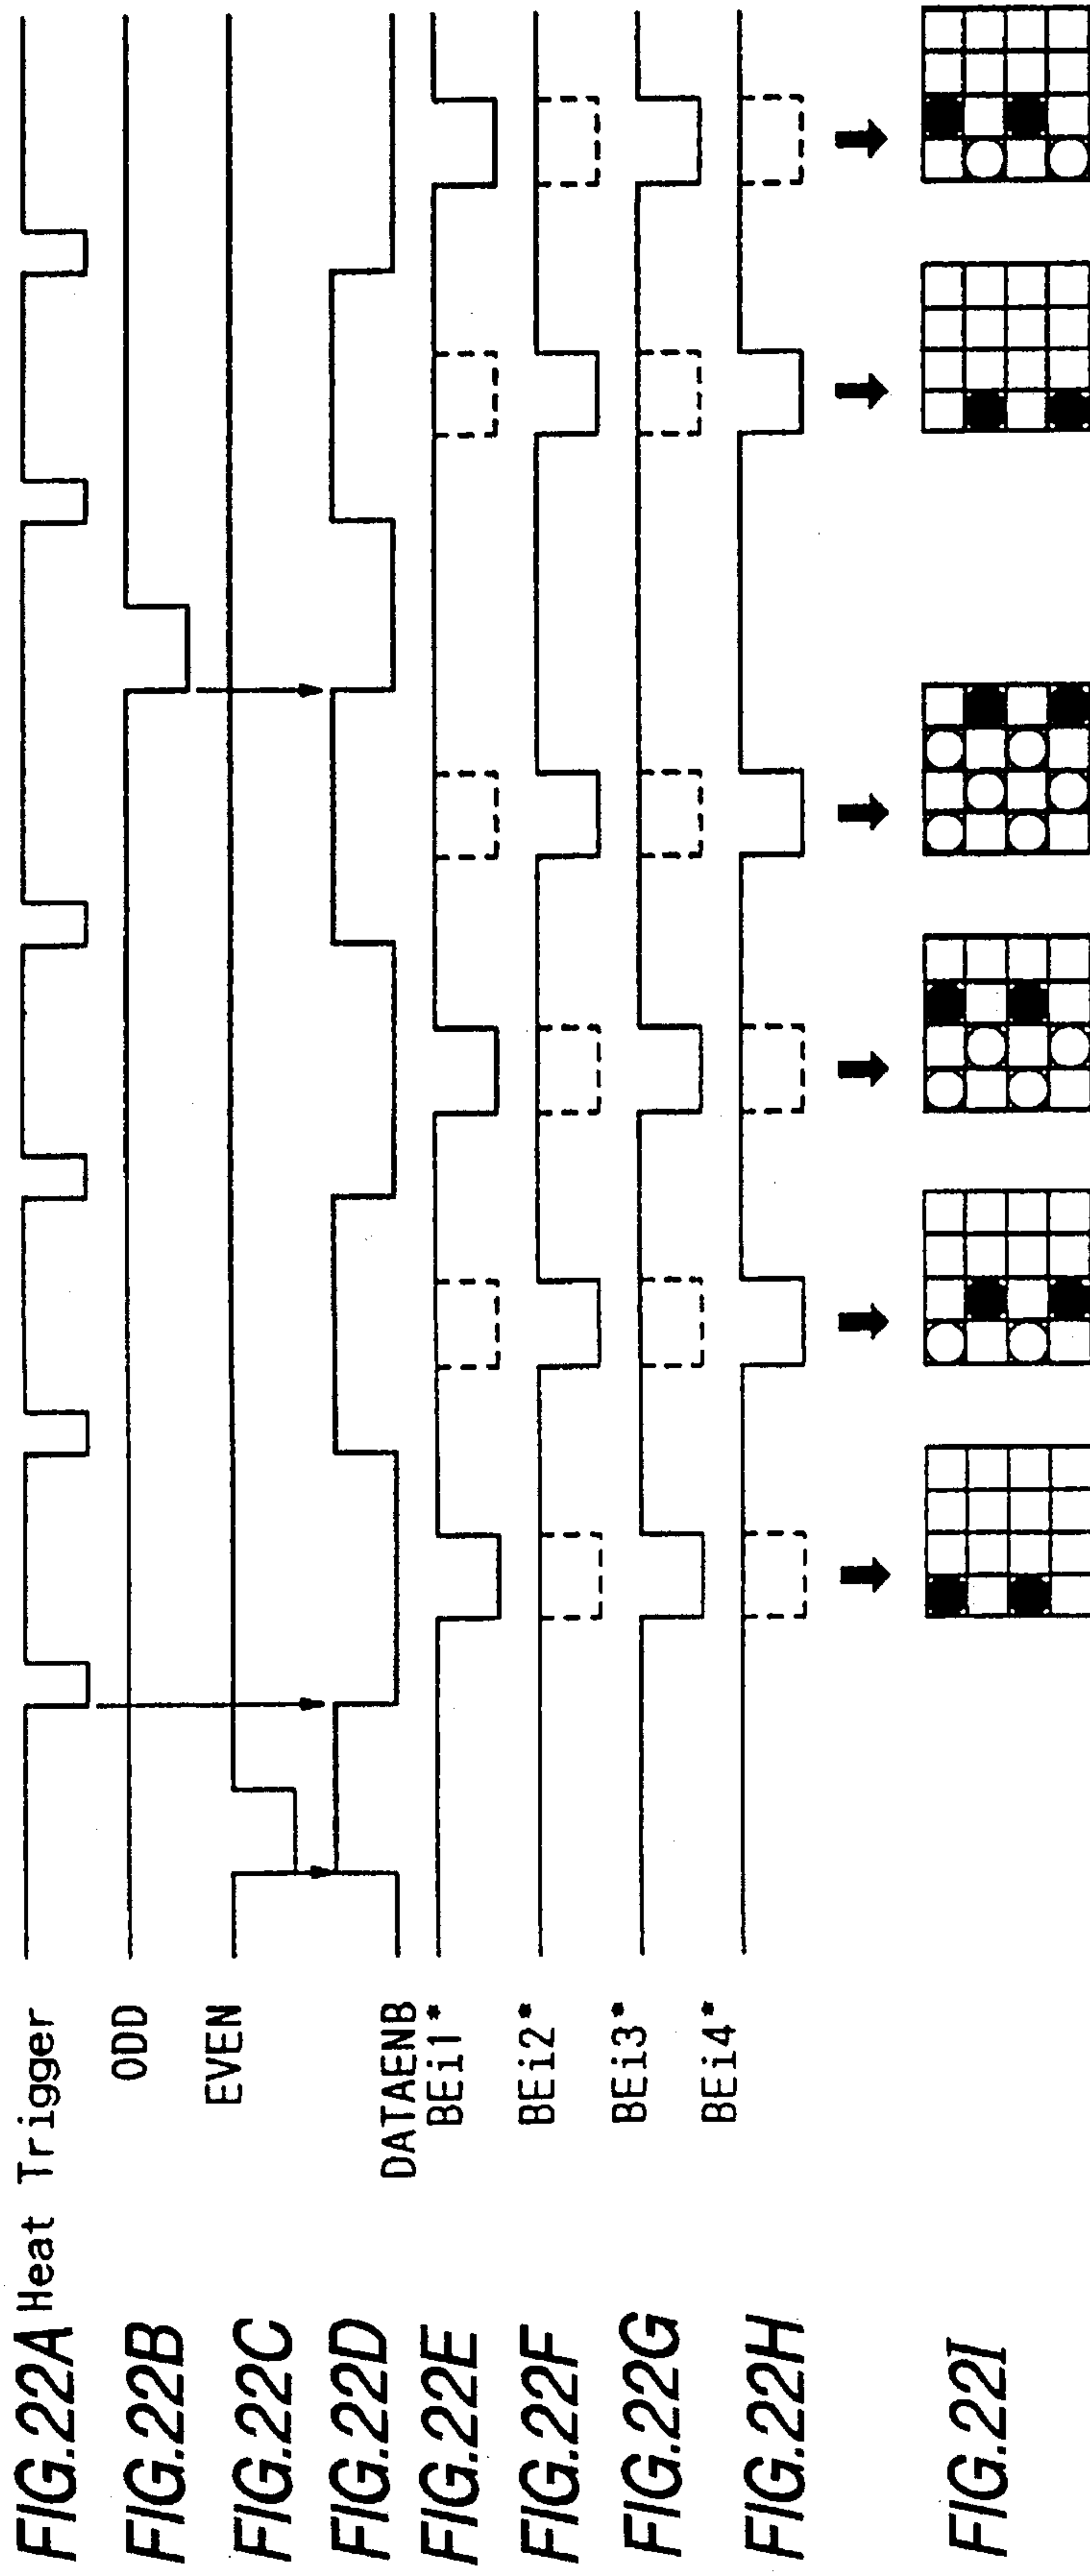 FIG.22A Heat Trigger
FIG.22B ODD
FIG.22C EVEN
FIG.22D DATAENB
FIG.22E BEi1*
FIG.22F BEi2*
FIG.22G BEi3*
FIG.22H BEi4*
FIG.22I